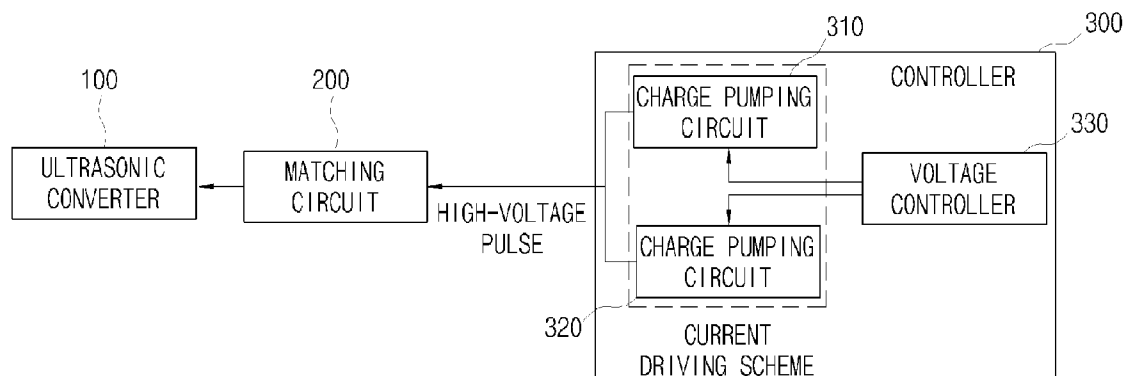 310
300
100
200
CHARGE PUMPING
CIRCUIT
CONTROLLER
330
ULTRASONIC
CONVERTER
MATCHING
CIRCUIT
VOLTAGE
CONTROLLER
HIGH-VOLTAGE
PULSE
CHARGE PUMPING
CIRCUIT
320
CURRENT
DRIVING SCHEME